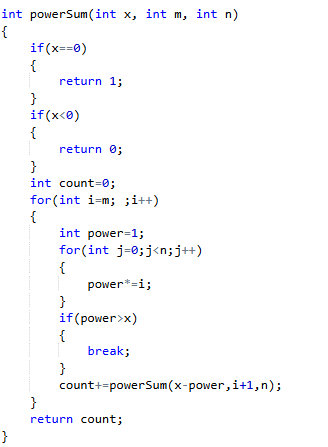 int powerSum(int x, int m, int n)
{
    if(x==0)
    {
        return 1;
    }
    if(x<0)
    {
        return 0;
    }
    int count=0;
    for(int i=m; ;i++)
    {
        int power=1;
        for(int j=0;j<n;j++)
        {
            power*=i;
        }
        if(power>x)
        {
            break;
        }
        count+=powerSum(x-power,i+1,n);
    }
    return count;
}